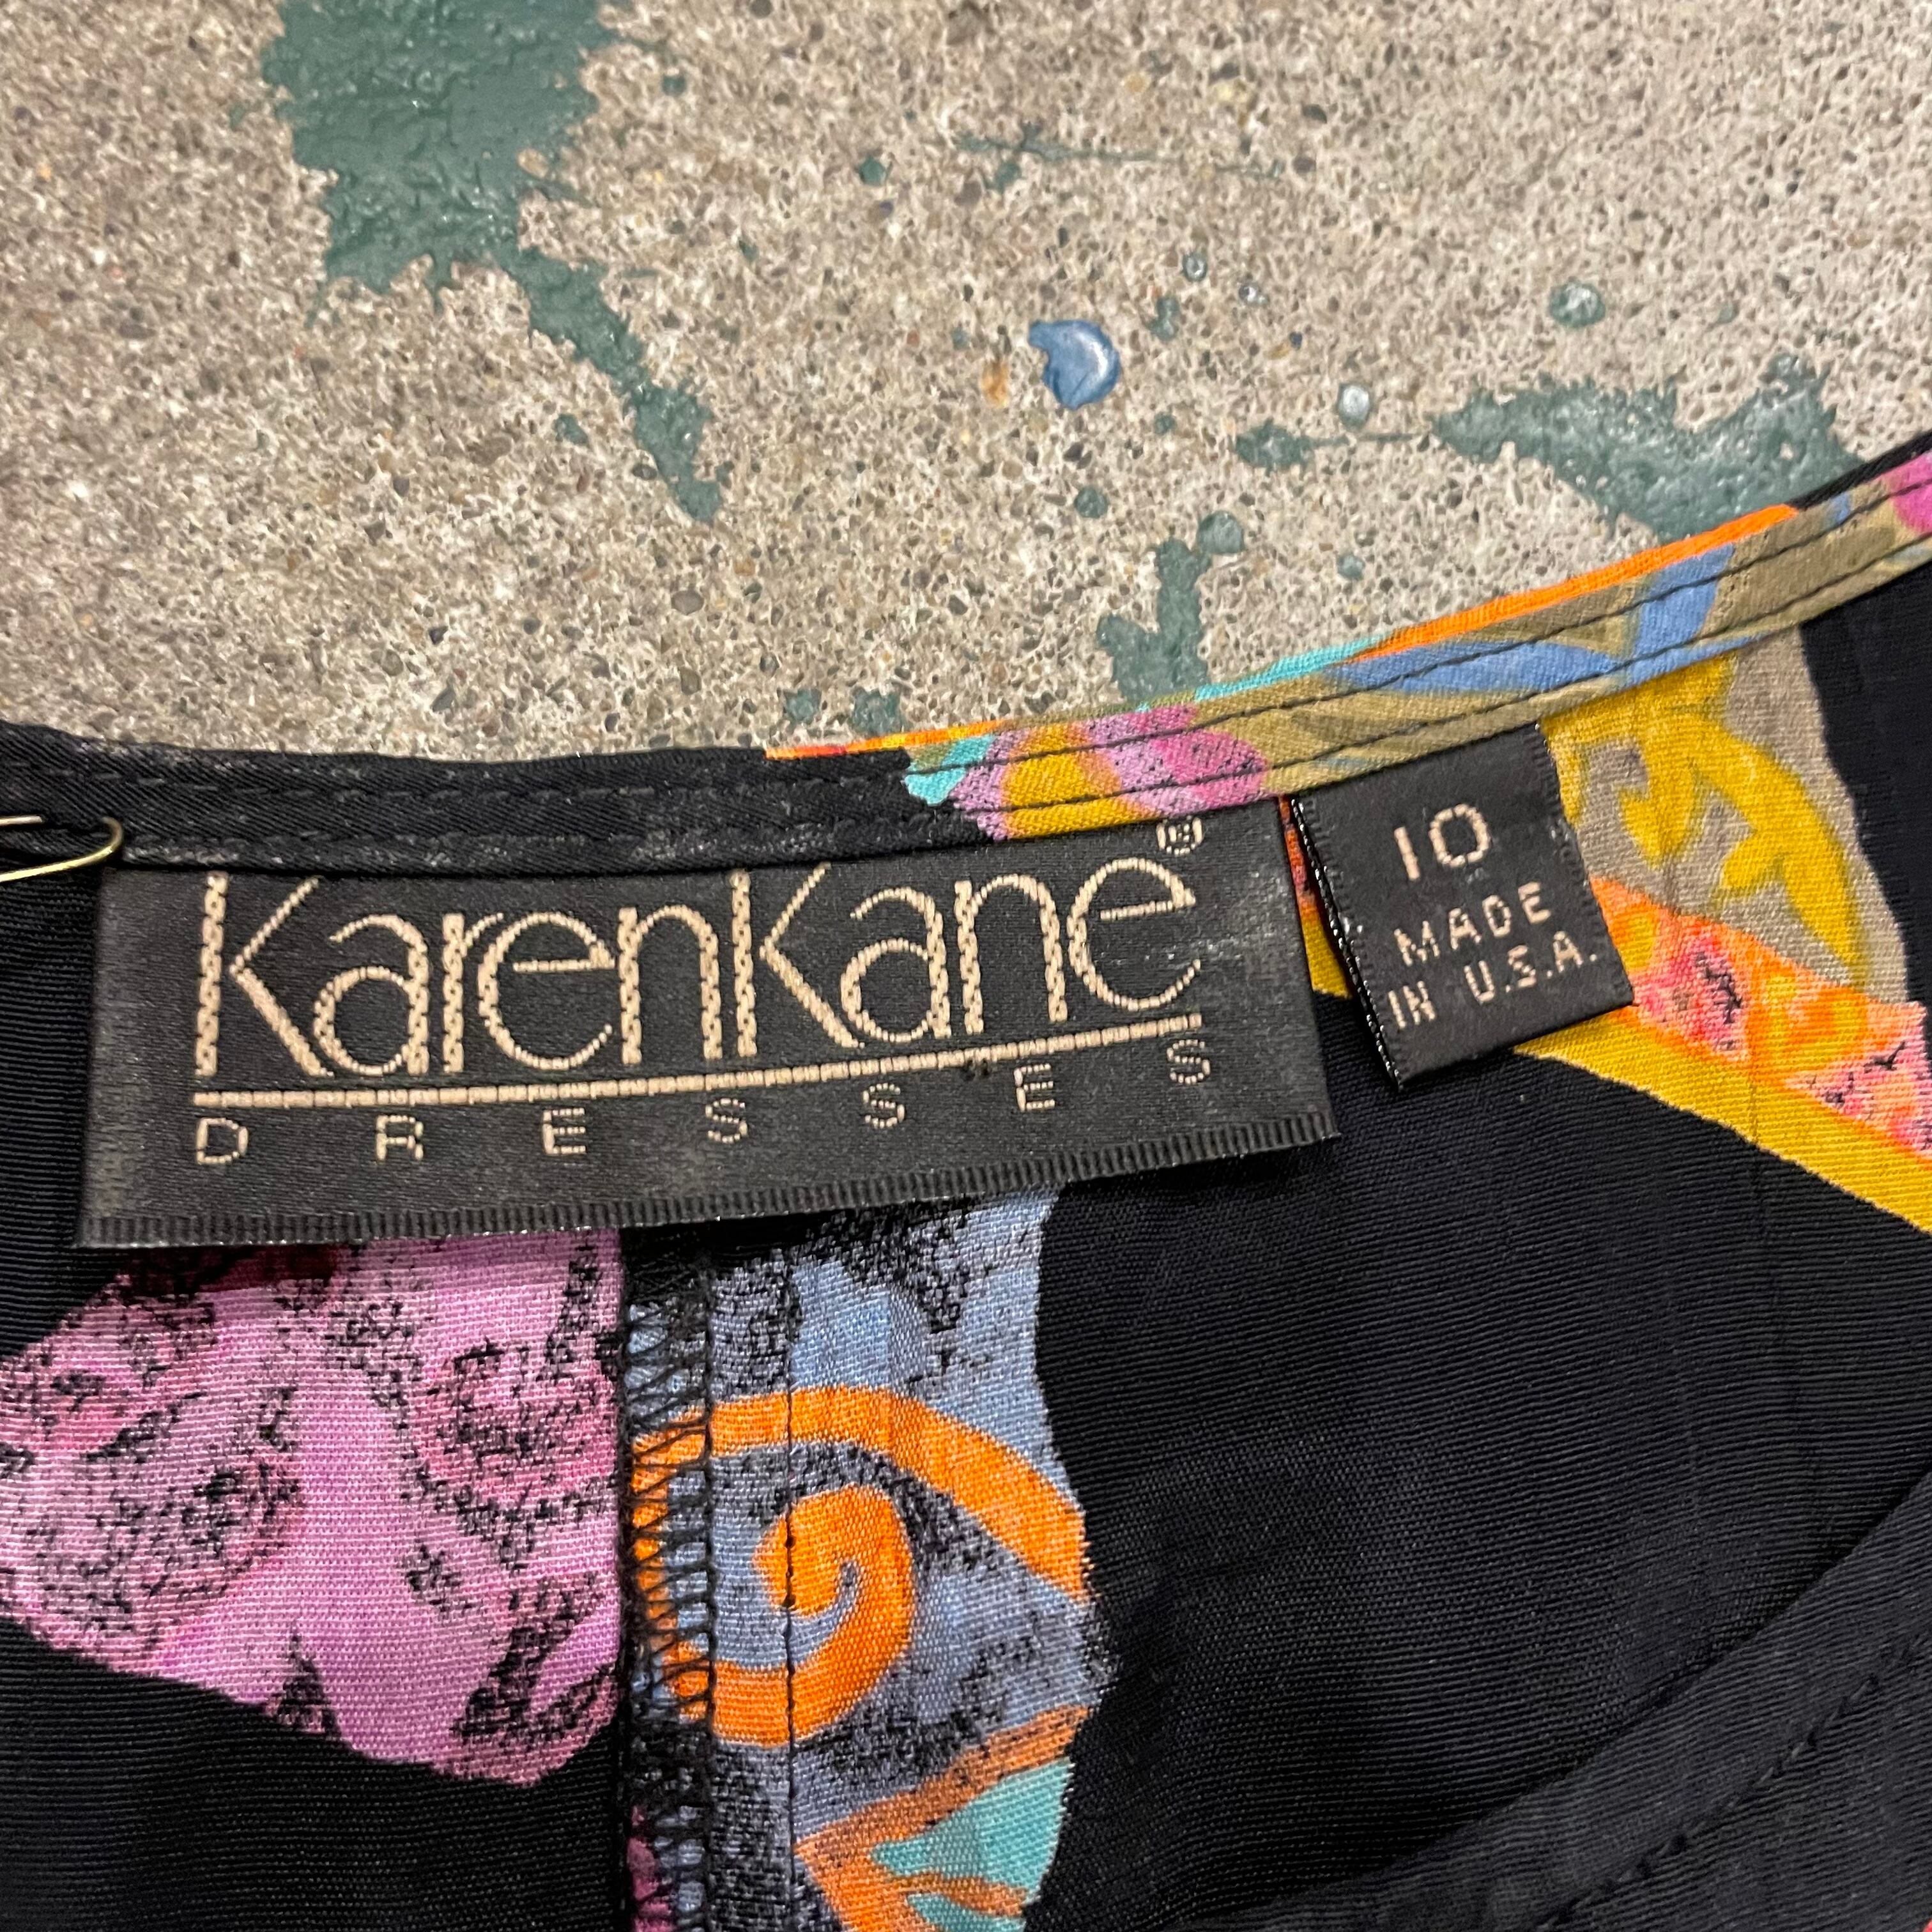 KarenKane®
DRESSES
10
MADE
IN U.S.A.